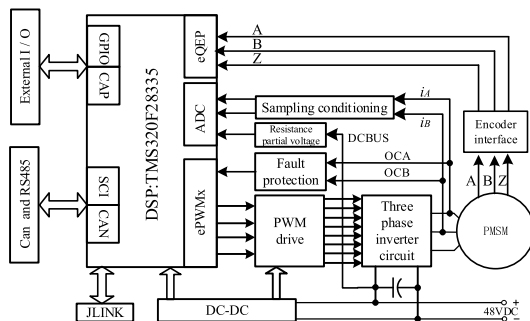 External I / O
GPIO
CAP
Can and RS485
SCI
CAN
DSP:TMS320F28335
eQEP
ADC
ePWMx
A
B
Z
Sampling conditioning
iA
iB
Resistance
partial voltage
DCBUS
Fault
protection
OCA
OCB
PWM
drive
Three
phase
inverter
circuit
Encoder
interface
A
B
Z
PMSM
JLINK
DC-DC
+
48VDC
−